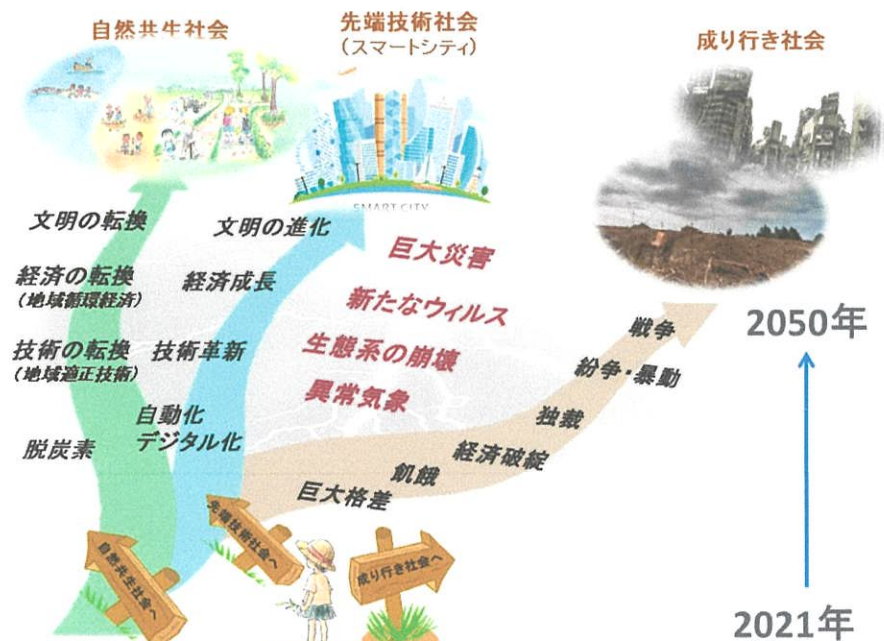 自然共生社会
先端技術社会
（スマートシティ）
成り行き社会
SMART CITY
文明の転換
文明の進化
巨大災害
経済の転換
（地域循環経済）
経済成長
新たなウィルス
戦争
2050年
技術の転換
（地域適正技術）
技術革新
生態系の崩壊
紛争・暴動
異常気象
独裁
自動化
デジタル化
脱炭素
経済破綻
飢餓
巨大格差
自然共生社会へ
先端技術社会へ
成り行き社会へ
2021年